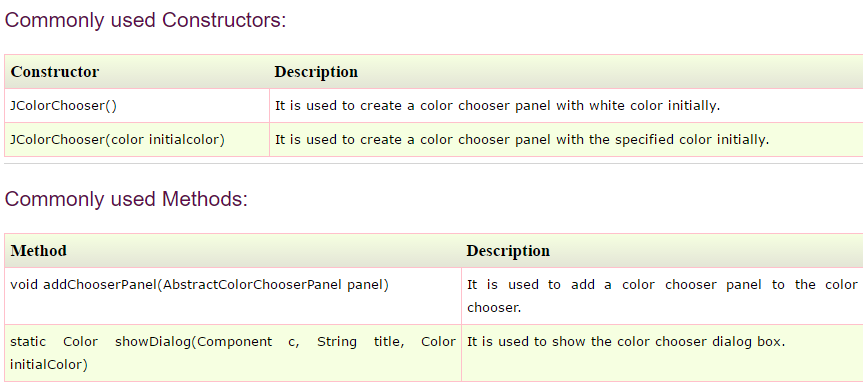 Commonly used Constructors:
Constructor Description
JColorChooser() It is used to create a color chooser panel with white color initially.
JColorChooser(color initialcolor) It is used to create a color chooser panel with the specified color initially.
Commonly used Methods:
Method Description
void addChooserPanel(AbstractColorChooserPanel panel) It is used to add a color chooser panel to the color
chooser.
static Color showDialog(Component c, String title, Color It is used to show the color chooser dialog box.
initialColor)